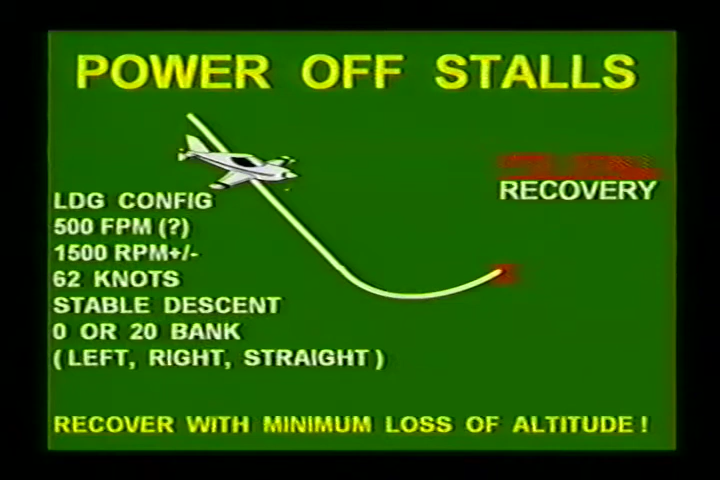 POWER OFF STALLS
RECOVERY
LDG CONFIG
500 FPM (?)
1500 RPM+/-
62 KNOTS
STABLE DESCENT
0 OR 20 BANK
( LEFT, RIGHT, STRAIGHT )
RECOVER WITH MINIMUM LOSS OF ALTITUDE !